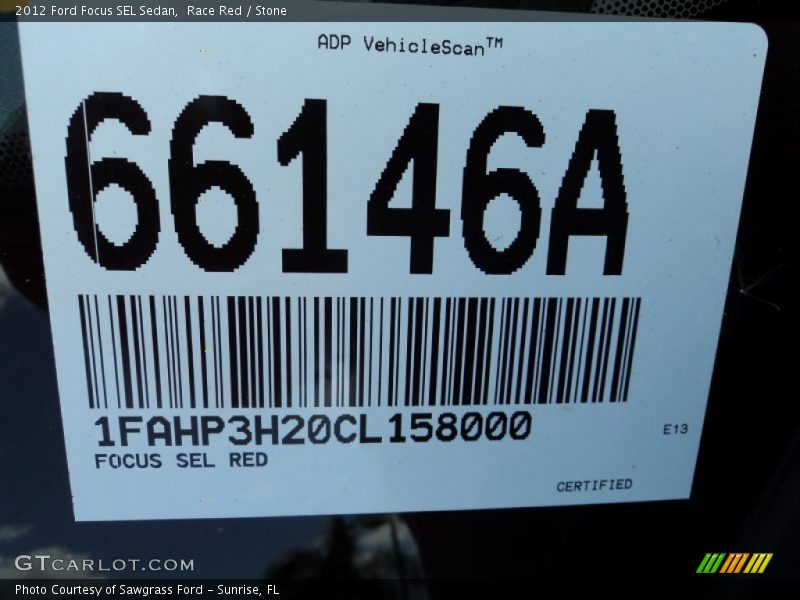 2012 Ford Focus SEL Sedan,  Race Red / Stone
ADP VehicleScan™
66146A
1FAHP3H20CL158000
E13
FOCUS SEL RED
CERTIFIED
GTCARLOT.COM
Photo Courtesy of Sawgrass Ford - Sunrise, FL